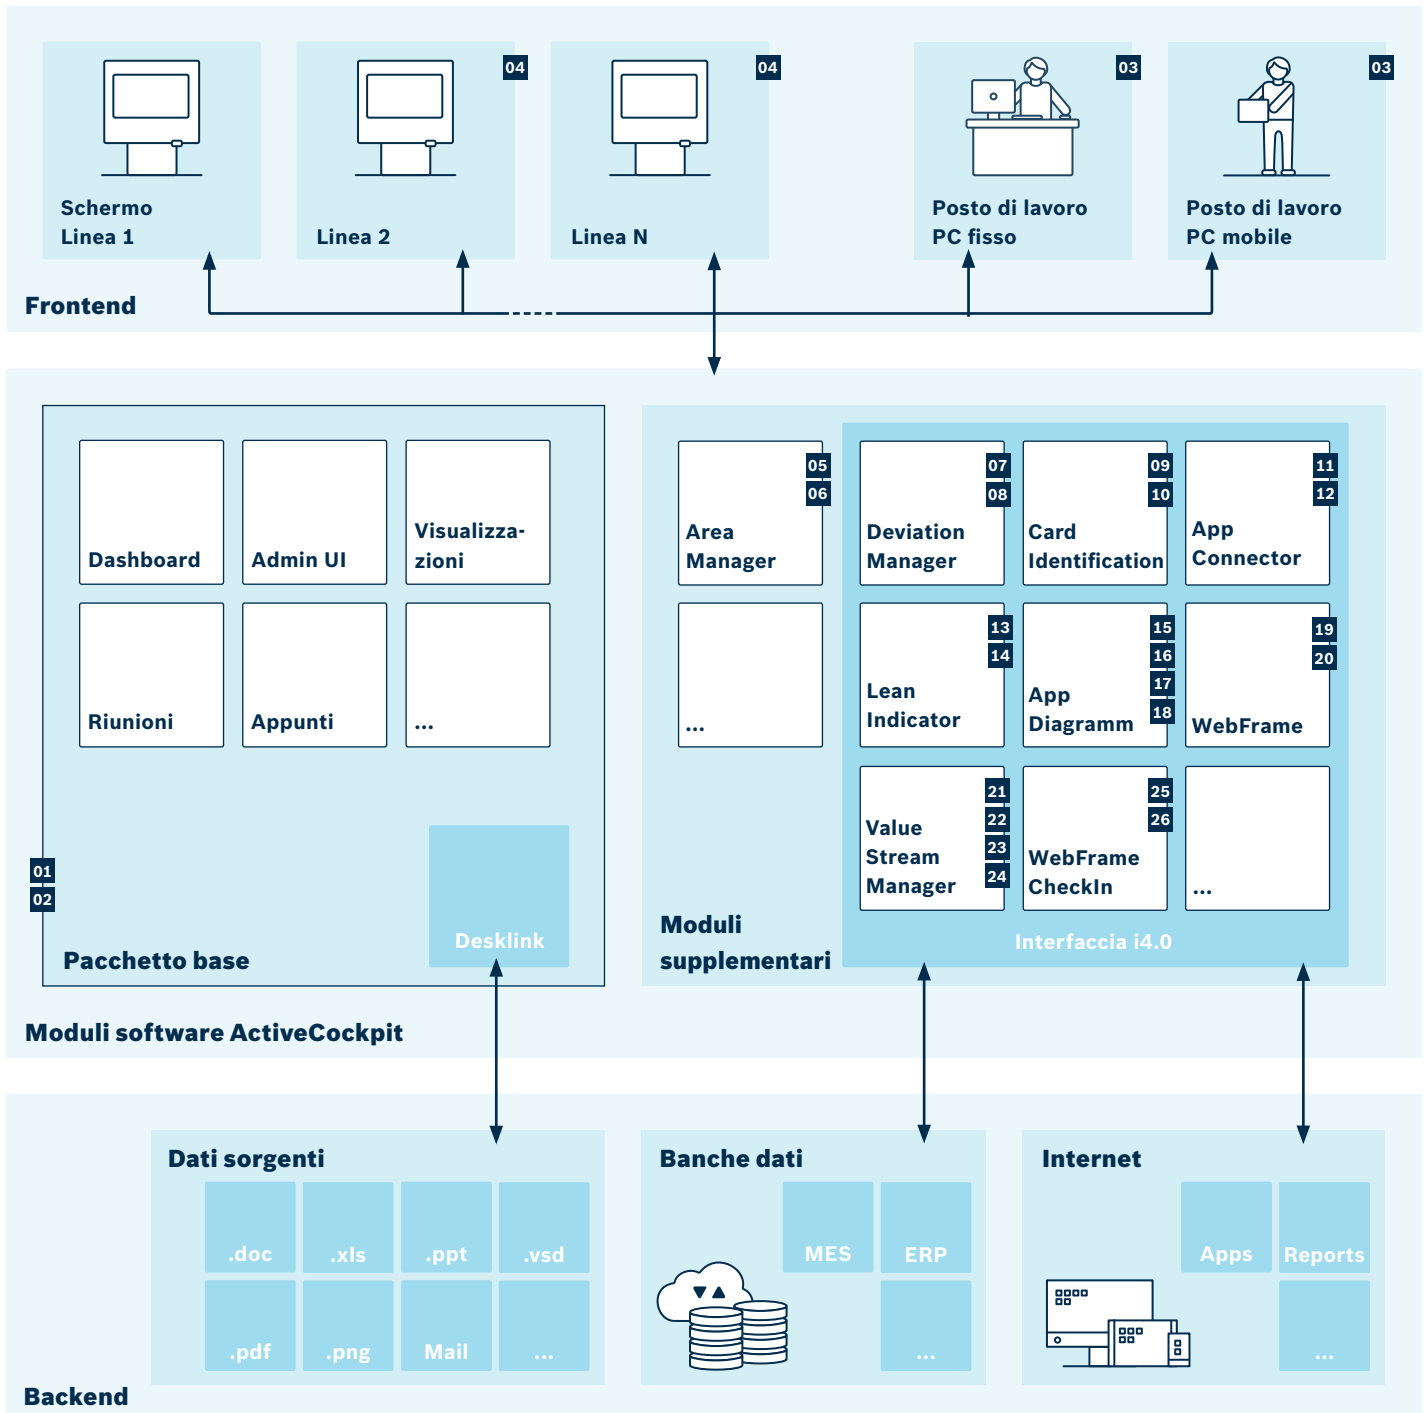 04
04
03
03
Schermo
Linea 1
Linea 2
Linea N
Posto di lavoro
PC fisso
Posto di lavoro
PC mobile
Frontend
Dashboard
Admin UI
Visualizza-
zioni
Riunioni
Appunti
...
01
02
Desklink
Pacchetto base
05
06
Area
Manager
07
08
Deviation
Manager
09
10
Card
Identification
11
12
App
Connector
...
13
14
Lean
Indicator
15
16
17
18
App
Diagramm
19
20
WebFrame
21
22
23
24
Value
Stream
Manager
25
26
WebFrame
CheckIn
...
Moduli
supplementari
Interfaccia i4.0
Moduli software ActiveCockpit
Dati sorgenti
.doc
.xls
.ppt
.vsd
.pdf
.png
Mail
...
Banche dati
MES
ERP
...
Internet
Apps
Reports
...
Backend